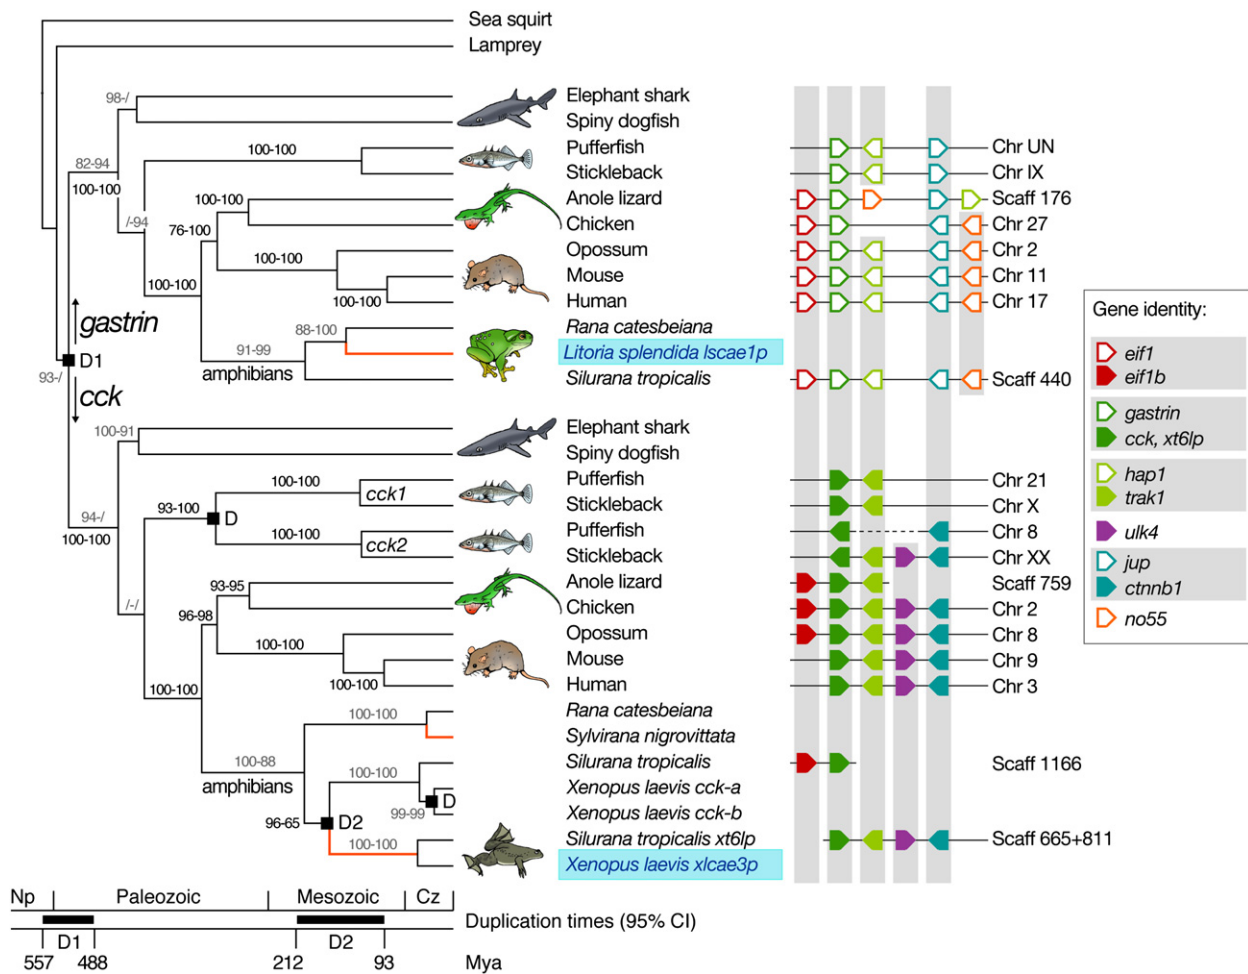 Sea squirt
Lamprey
98-/
Elephant shark
Spiny dogfish
82-94
100-100
100-100
Pufferfish
Chr UN
Stickleback
Chr IX
/-94
76-100
100-100
Anole lizard
Scaff 176
Chicken
Chr 27
100-100
Opossum
Chr 2
Mouse
Chr 11
100-100
Human
Chr 17
gastrin
88-100
Rana catesbeiana
91-99
Litoria splendida lscae1p
amphibians
Silurana tropicalis
Scaff 440
D1
93-/
cck
100-91
Elephant shark
Spiny dogfish
94-/
100-100
93-100
D
100-100
cck1
Pufferfish
Chr 21
Stickleback
Chr X
100-100
cck2
Pufferfish
Chr 8
Stickleback
Chr XX
/-/
96-98
93-95
Anole lizard
Scaff 759
Chicken
Chr 2
100-100
100-100
Opossum
Chr 8
Mouse
Chr 9
100-100
Human
Chr 3
100-100
Rana catesbeiana
Sylvirana nigrovittata
100-88
amphibians
100-100
Silurana tropicalis
Scaff 1166
Xenopus laevis cck-a
D
99-99
Xenopus laevis cck-b
96-65
D2
100-100
Silurana tropicalis xt6lp
Scaff 665+811
Xenopus laevis xlcae3p
Gene identity:
eif1
eif1b
gastrin
cck, xt6lp
hap1
trak1
ulk4
jup
ctnnb1
no55
Np
Paleozoic
Mesozoic
Cz
Duplication times (95% CI)
D1
D2
557
488
212
93
Mya